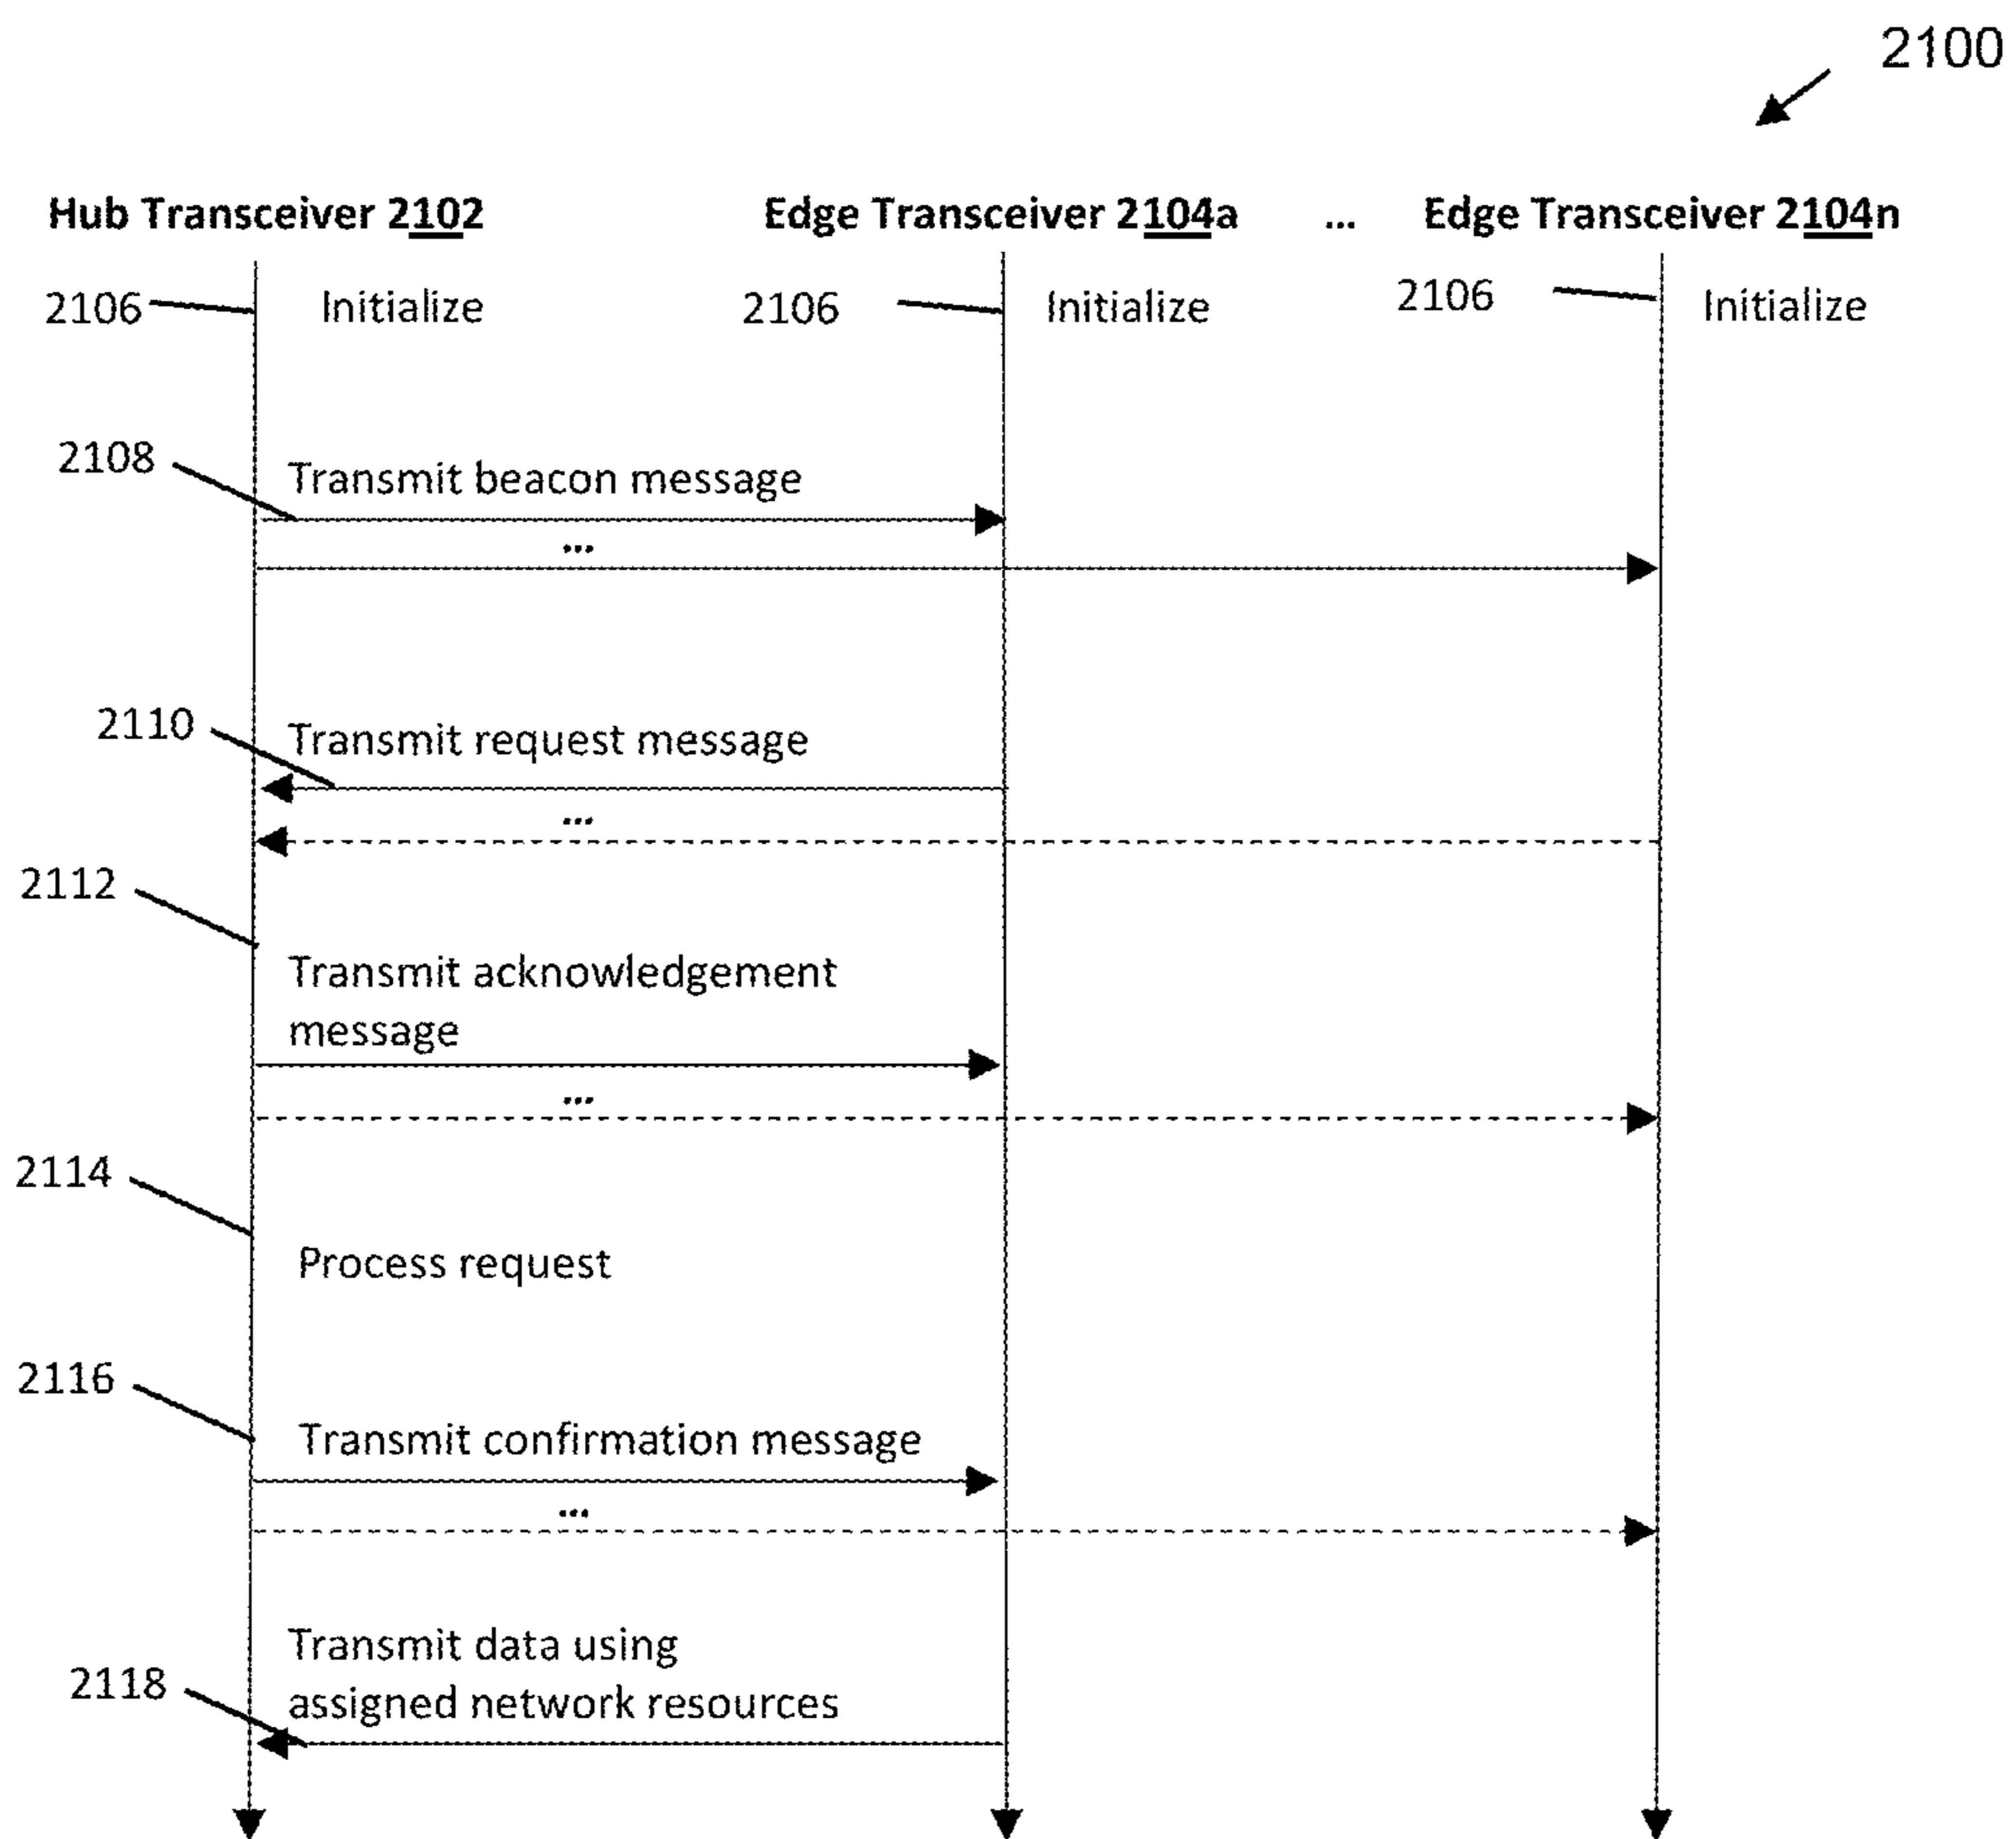 2100
Hub Transceiver 2102 Edge Transceiver 2104a ... Edge Transceiver 2104n
2106 Initialize 2106 Initialize 2106 Initialize
2108
Transmit beacon message
...
2110
Transmit request message
...
2112
Transmit acknowledgement
message
...
2114
Process request
2116
Transmit confirmation message
...
Transmit data using
2118
assigned network resources